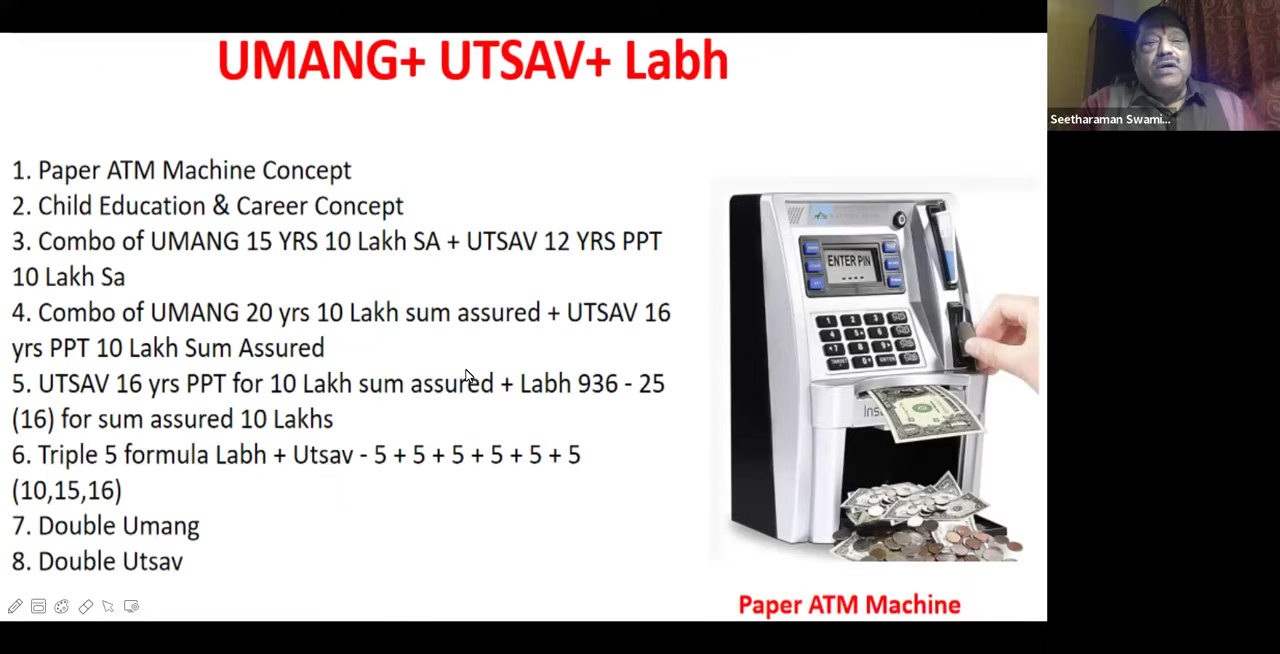 UMANG+ UTSAV+ Labh
Seetharaman Swami...
1. Paper ATM Machine Concept
2. Child Education & Career Concept
3. Combo of UMANG 15 YRS 10 Lakh SA + UTSAV 12 YRS PPT
10 Lakh Sa
4. Combo of UMANG 20 yrs 10 Lakh sum assured + UTSAV 16
yrs PPT 10 Lakh Sum Assured
5. UTSAV 16 yrs PPT for 10 Lakh sum assured + Labh 936 - 25
(16) for sum assured 10 Lakhs
6. Triple 5 formula Labh + Utsav - 5 + 5 + 5 + 5 + 5 + 5
(10,15,16)
7. Double Umang
8. Double Utsav
ENTER PIN
Paper ATM Machine